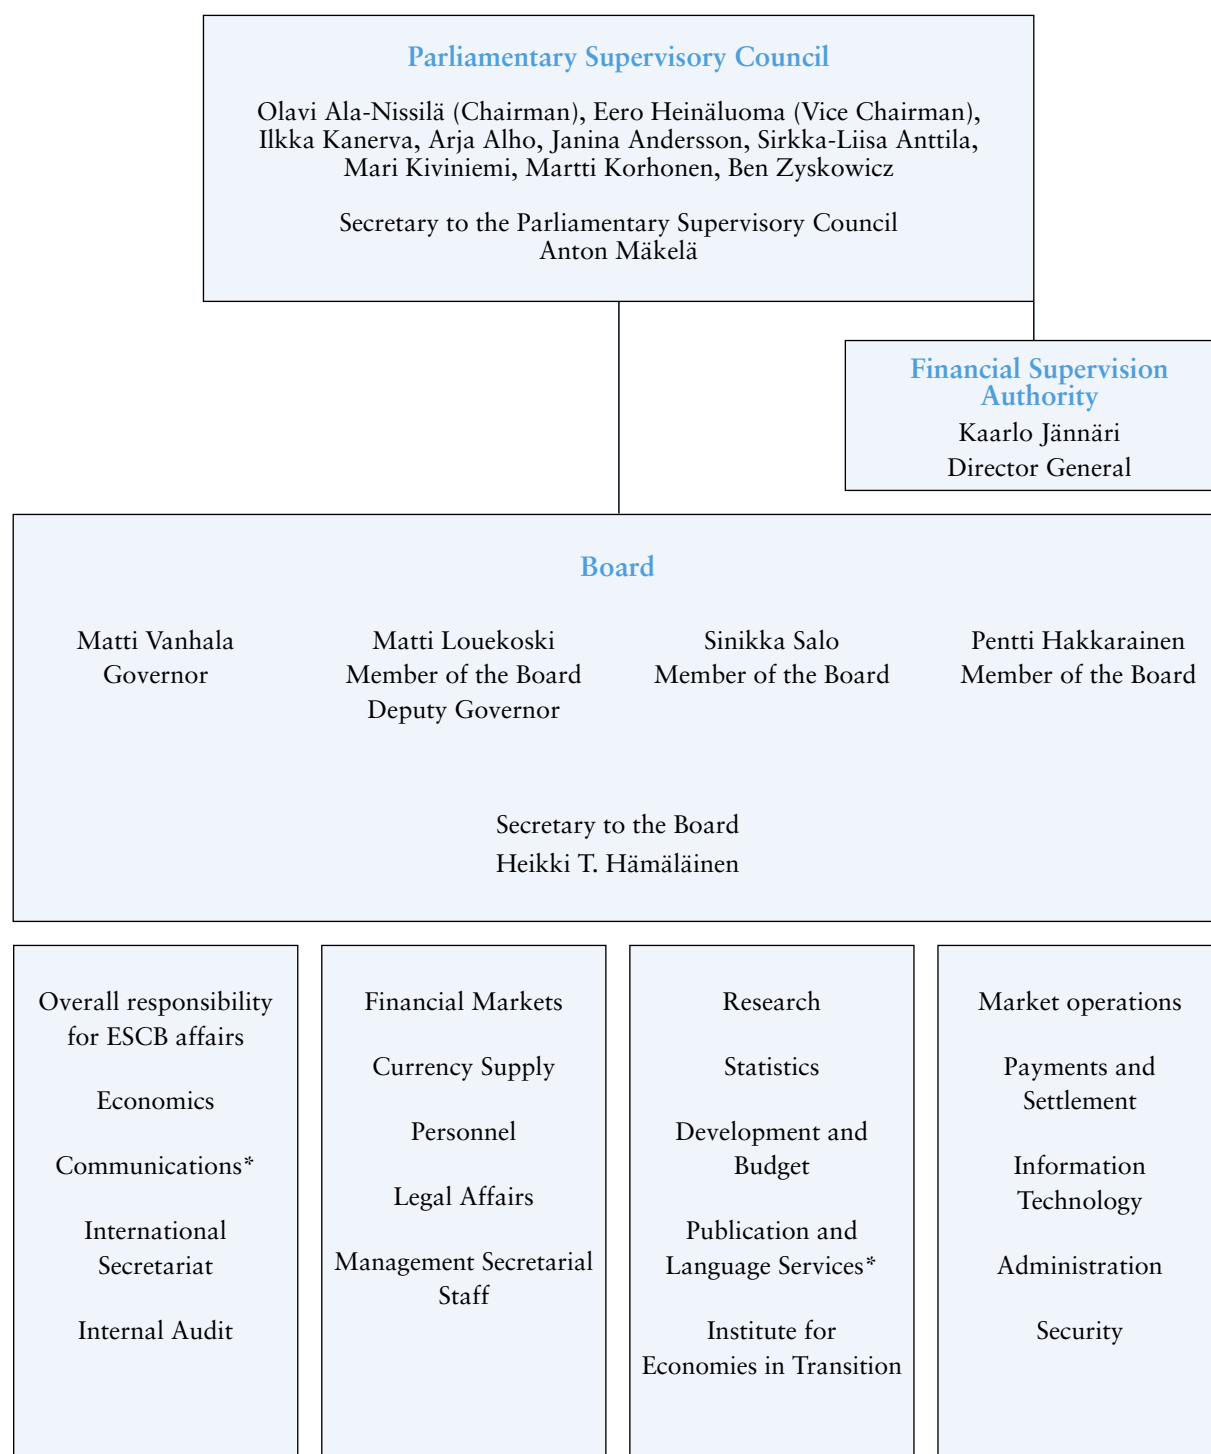 Parliamentary Supervisory Council
Olavi Ala-Nissilä (Chairman), Eero Heinäluoma (Vice Chairman),
Ilkka Kanerva, Arja Alho, Janina Andersson, Sirkka-Liisa Anttila,
Mari Kiviniemi, Martti Korhonen, Ben Zyskowicz
Secretary to the Parliamentary Supervisory Council
Anton Mäkelä
Financial Supervision
Authority
Kaarlo Jännäri
Director General
Board
Matti Vanhala
Governor
Matti Louekoski
Member of the Board
Deputy Governor
Sinikka Salo
Member of the Board
Pentti Hakkarainen
Member of the Board
Secretary to the Board
Heikki T. Hämäläinen
Overall responsibility
for ESCB affairs
Economics
Communications*
International
Secretariat
Internal Audit
Financial Markets
Currency Supply
Personnel
Legal Affairs
Management Secretarial
Staff
Research
Statistics
Development and
Budget
Publication and
Language Services*
Institute for
Economies in Transition
Market operations
Payments and
Settlement
Information
Technology
Administration
Security